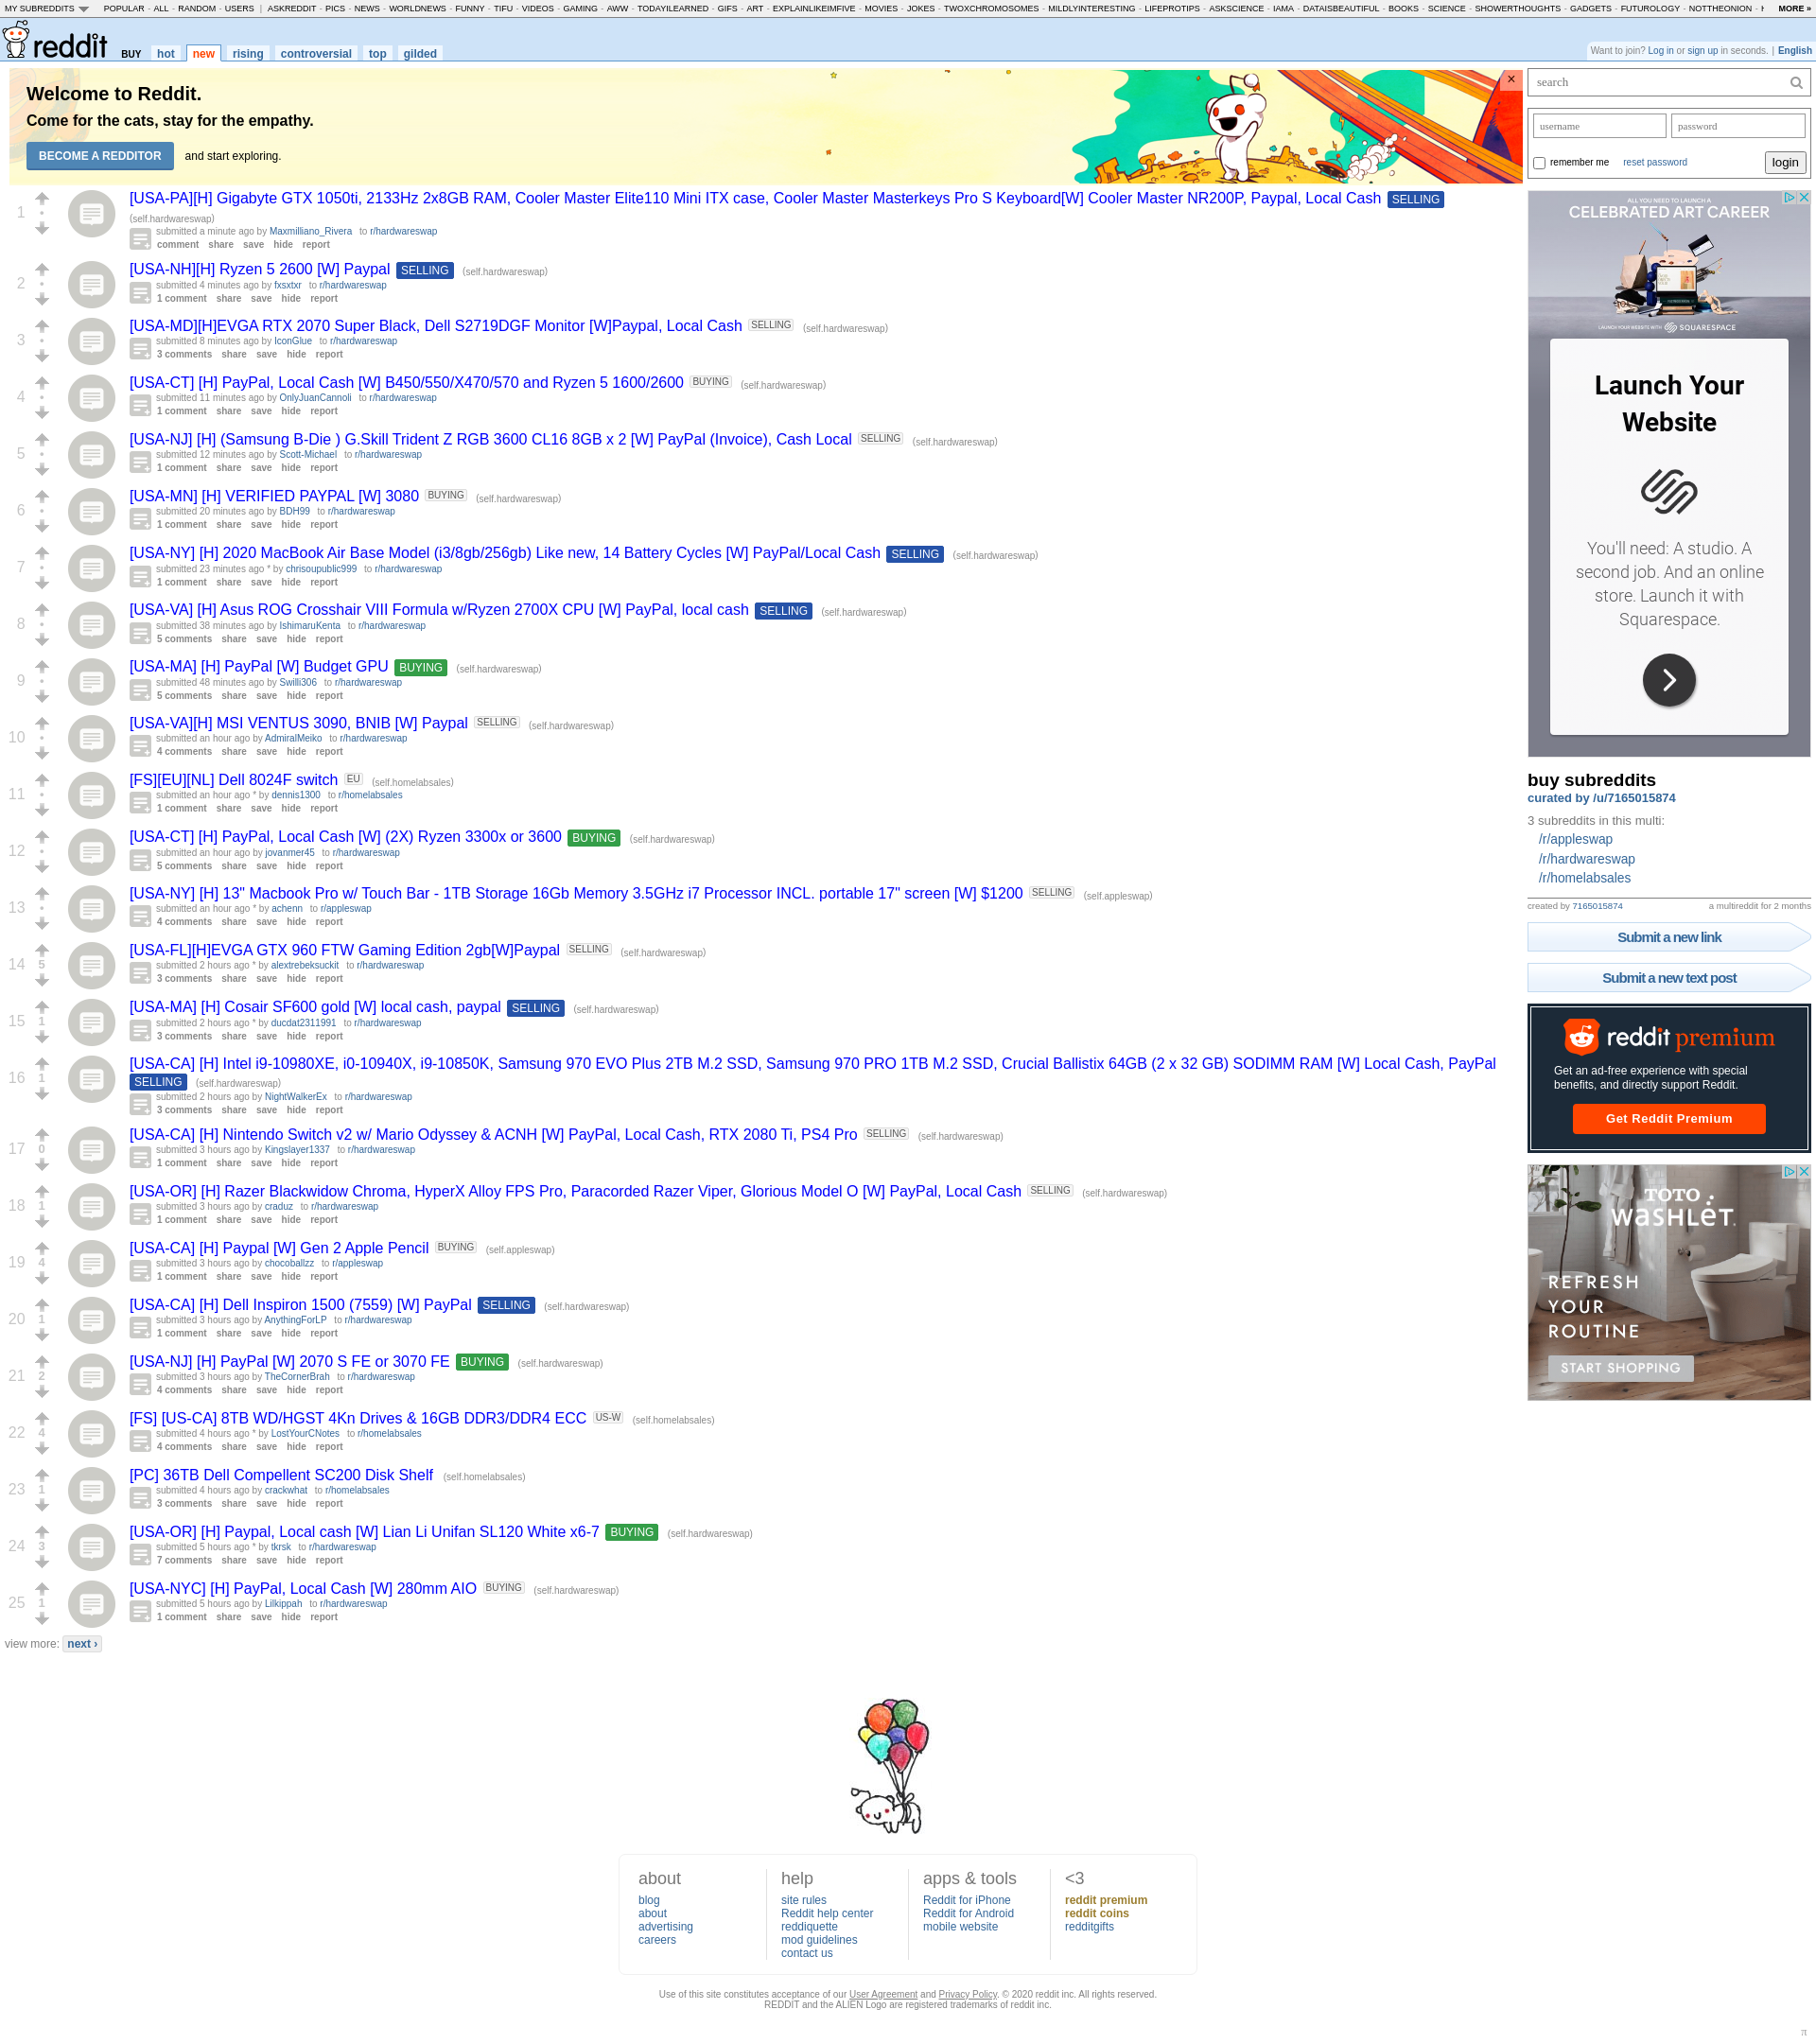 MY SUBREDDITS POPULAR - ALL - RANDOM - USERS | ASKREDDIT - PICS - NEWS - WORLDNEWS - FUNNY - TIFU - VIDEOS - GAMING - AWW - TODAYILEARNED - GIFS - ART - EXPLAINLIKEIMFIVE - MOVIES - JOKES - TWOXCHROMOSOMES - MILDLYINTERESTING - LIFEPROTIPS - ASKSCIENCE - IAMA - DATAISBEAUTIFUL - BOOKS - SCIENCE - SHOWERTHOUGHTS - GADGETS - FUTUROLOGY - NOTTHEONION - MORE »
reddit BUY hot new rising controversial top gilded
Want to join? Log in or sign up in seconds. | English
Welcome to Reddit.
Come for the cats, stay for the empathy.
BECOME A REDDITOR and start exploring.
1 [USA-PA][H] Gigabyte GTX 1050ti, 2133Hz 2x8GB RAM, Cooler Master Elite110 Mini ITX case, Cooler Master Masterkeys Pro S Keyboard[W] Cooler Master NR200P, Paypal, Local Cash SELLING
(self.hardwareswap)
submitted a minute ago by Maxmilliano_Rivera to r/hardwareswap
comment share save hide report
2 [USA-NH][H] Ryzen 5 2600 [W] Paypal SELLING (self.hardwareswap)
submitted 4 minutes ago by fxsxtxr to r/hardwareswap
1 comment share save hide report
3 [USA-MD][H]EVGA RTX 2070 Super Black, Dell S2719DGF Monitor [W]Paypal, Local Cash SELLING (self.hardwareswap)
submitted 8 minutes ago by IconGlue to r/hardwareswap
3 comments share save hide report
4 [USA-CT] [H] PayPal, Local Cash [W] B450/550/X470/570 and Ryzen 5 1600/2600 BUYING (self.hardwareswap)
submitted 11 minutes ago by OnlyJuanCannoli to r/hardwareswap
1 comment share save hide report
5 [USA-NJ] [H] (Samsung B-Die ) G.Skill Trident Z RGB 3600 CL16 8GB x 2 [W] PayPal (Invoice), Cash Local SELLING (self.hardwareswap)
submitted 12 minutes ago by Scott-Michael to r/hardwareswap
1 comment share save hide report
6 [USA-MN] [H] VERIFIED PAYPAL [W] 3080 BUYING (self.hardwareswap)
submitted 20 minutes ago by BDH99 to r/hardwareswap
1 comment share save hide report
7 [USA-NY] [H] 2020 MacBook Air Base Model (i3/8gb/256gb) Like new, 14 Battery Cycles [W] PayPal/Local Cash SELLING (self.hardwareswap)
submitted 23 minutes ago * by chrisoupublic999 to r/hardwareswap
1 comment share save hide report
8 [USA-VA] [H] Asus ROG Crosshair VIII Formula w/Ryzen 2700X CPU [W] PayPal, local cash SELLING (self.hardwareswap)
submitted 38 minutes ago by IshimaruKenta to r/hardwareswap
5 comments share save hide report
9 [USA-MA] [H] PayPal [W] Budget GPU BUYING (self.hardwareswap)
submitted 48 minutes ago by Swilli306 to r/hardwareswap
5 comments share save hide report
10 [USA-VA][H] MSI VENTUS 3090, BNIB [W] Paypal SELLING (self.hardwareswap)
submitted an hour ago by AdmiralMeiko to r/hardwareswap
4 comments share save hide report
11 [FS][EU][NL] Dell 8024F switch EU (self.homelabsales)
submitted an hour ago * by dennis1300 to r/homelabsales
1 comment share save hide report
12 [USA-CT] [H] PayPal, Local Cash [W] (2X) Ryzen 3300x or 3600 BUYING (self.hardwareswap)
submitted an hour ago by jovanmer45 to r/hardwareswap
5 comments share save hide report
13 [USA-NY] [H] 13" Macbook Pro w/ Touch Bar - 1TB Storage 16Gb Memory 3.5GHz i7 Processor INCL. portable 17" screen [W] $1200 SELLING (self.appleswap)
submitted an hour ago * by achenn to r/appleswap
4 comments share save hide report
14 5 [USA-FL][H]EVGA GTX 960 FTW Gaming Edition 2gb[W]Paypal SELLING (self.hardwareswap)
submitted 2 hours ago * by alextrebeksuckit to r/hardwareswap
3 comments share save hide report
15 1 [USA-MA] [H] Cosair SF600 gold [W] local cash, paypal SELLING (self.hardwareswap)
submitted 2 hours ago * by ducdat2311991 to r/hardwareswap
3 comments share save hide report
16 1 [USA-CA] [H] Intel i9-10980XE, i0-10940X, i9-10850K, Samsung 970 EVO Plus 2TB M.2 SSD, Samsung 970 PRO 1TB M.2 SSD, Crucial Ballistix 64GB (2 x 32 GB) SODIMM RAM [W] Local Cash, PayPal
SELLING (self.hardwareswap)
submitted 2 hours ago by NightWalkerEx to r/hardwareswap
3 comments share save hide report
17 0 [USA-CA] [H] Nintendo Switch v2 w/ Mario Odyssey & ACNH [W] PayPal, Local Cash, RTX 2080 Ti, PS4 Pro SELLING (self.hardwareswap)
submitted 3 hours ago by Kingslayer1337 to r/hardwareswap
1 comment share save hide report
18 1 [USA-OR] [H] Razer Blackwidow Chroma, HyperX Alloy FPS Pro, Paracorded Razer Viper, Glorious Model O [W] PayPal, Local Cash SELLING (self.hardwareswap)
submitted 3 hours ago by craduz to r/hardwareswap
1 comment share save hide report
19 4 [USA-CA] [H] Paypal [W] Gen 2 Apple Pencil BUYING (self.appleswap)
submitted 3 hours ago by chocoballzz to r/appleswap
1 comment share save hide report
20 1 [USA-CA] [H] Dell Inspiron 1500 (7559) [W] PayPal SELLING (self.hardwareswap)
submitted 3 hours ago by AnythingForLP to r/hardwareswap
1 comment share save hide report
21 2 [USA-NJ] [H] PayPal [W] 2070 S FE or 3070 FE BUYING (self.hardwareswap)
submitted 3 hours ago by TheCornerBrah to r/hardwareswap
4 comments share save hide report
22 4 [FS] [US-CA] 8TB WD/HGST 4Kn Drives & 16GB DDR3/DDR4 ECC US-W (self.homelabsales)
submitted 4 hours ago * by LostYourCNotes to r/homelabsales
4 comments share save hide report
23 1 [PC] 36TB Dell Compellent SC200 Disk Shelf (self.homelabsales)
submitted 4 hours ago by crackwhat to r/homelabsales
3 comments share save hide report
24 3 [USA-OR] [H] Paypal, Local cash [W] Lian Li Unifan SL120 White x6-7 BUYING (self.hardwareswap)
submitted 5 hours ago * by tkrsk to r/hardwareswap
7 comments share save hide report
25 1 [USA-NYC] [H] PayPal, Local Cash [W] 280mm AIO BUYING (self.hardwareswap)
submitted 5 hours ago by Lilkippah to r/hardwareswap
1 comment share save hide report
view more: next ›
search
username password
remember me reset password login
ALL YOU NEED TO LAUNCH A
CELEBRATED ART CAREER
LAUNCH YOUR WEBSITE WITH SQUARESPACE
Launch Your
Website
You'll need: A studio. A
second job. And an online
store. Launch it with
Squarespace.
buy subreddits
curated by /u/7165015874
3 subreddits in this multi:
/r/appleswap
/r/hardwareswap
/r/homelabsales
created by 7165015874 a multireddit for 2 months
Submit a new link
Submit a new text post
reddit premium
Get an ad-free experience with special
benefits, and directly support Reddit.
Get Reddit Premium
TOTO
WASHLET
REFRESH
YOUR
ROUTINE
START SHOPPING
about help apps & tools <3
blog site rules Reddit for iPhone reddit premium
about Reddit help center Reddit for Android reddit coins
advertising reddiquette mobile website redditgifts
careers mod guidelines
contact us
Use of this site constitutes acceptance of our User Agreement and Privacy Policy. © 2020 reddit inc. All rights reserved.
REDDIT and the ALIEN Logo are registered trademarks of reddit inc.
π